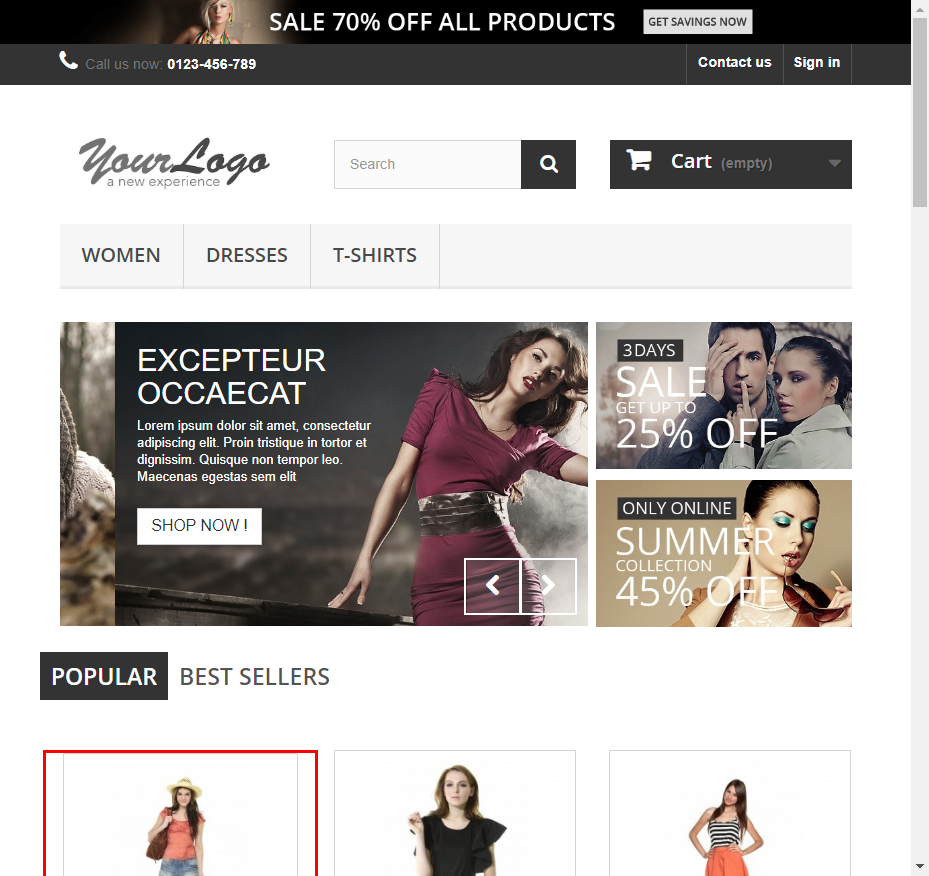 SALE 70% OFF ALL PRODUCTS GET SAVINGS NOW
Call us now: 0123-456-789 Contact us Sign in
YourLogo
a new experience
Search
Cart (empty)
WOMEN DRESSES T-SHIRTS
EXCEPTEUR
OCCAECAT
Lorem ipsum dolor sit amet, consectetur
adipiscing elit. Proin tristique in tortor et
dignissim. Quisque non tempor leo.
Maecenas egestas sem elit
SHOP NOW !
3DAYS
SALE
GET UP TO
25% OFF
ONLY ONLINE
SUMMER
COLLECTION
45% OFF
POPULAR BEST SELLERS